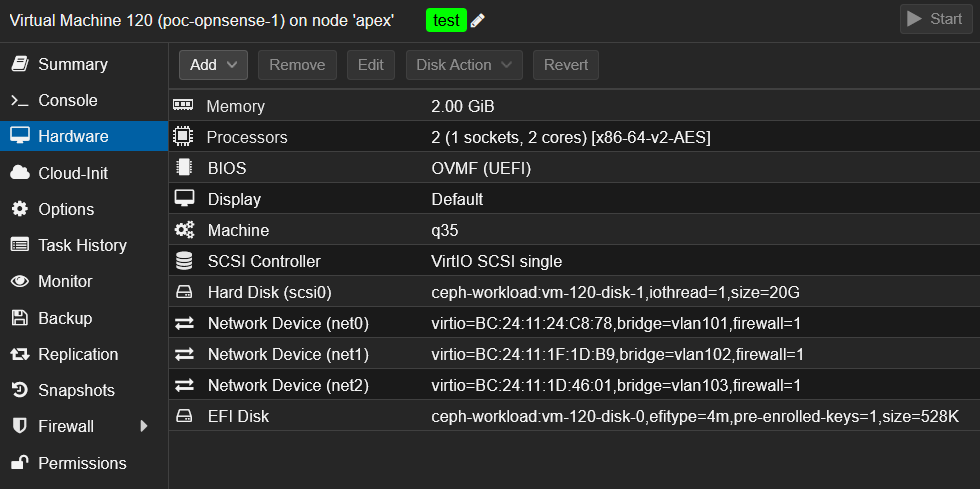 Virtual Machine 120 (poc-opnsense-1) on node 'apex' test Start
Summary
Console
Hardware
Cloud-Init
Options
Task History
Monitor
Backup
Replication
Snapshots
Firewall
Permissions
Add Remove Edit Disk Action Revert
Memory 2.00 GiB
Processors 2 (1 sockets, 2 cores) [x86-64-v2-AES]
BIOS OVMF (UEFI)
Display Default
Machine q35
SCSI Controller VirtIO SCSI single
Hard Disk (scsi0) ceph-workload:vm-120-disk-1,iothread=1,size=20G
Network Device (net0) virtio=BC:24:11:24:C8:78,bridge=vlan101,firewall=1
Network Device (net1) virtio=BC:24:11:1F:1D:B9,bridge=vlan102,firewall=1
Network Device (net2) virtio=BC:24:11:1D:46:01,bridge=vlan103,firewall=1
EFI Disk ceph-workload:vm-120-disk-0,efitype=4m,pre-enrolled-keys=1,size=528K